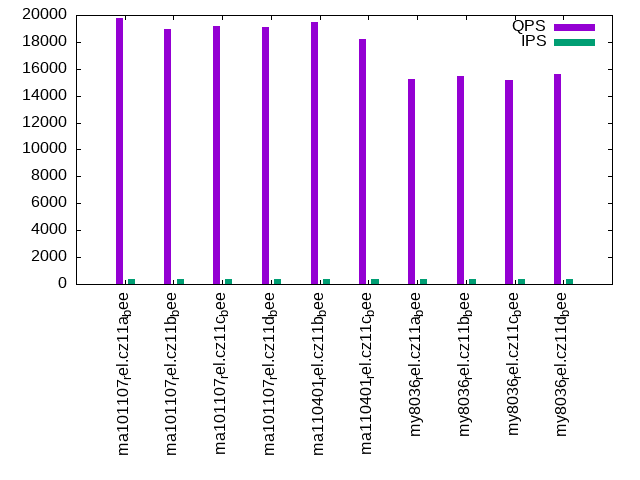 20000
18000
16000
14000
12000
10000
8000
6000
4000
2000
0
QPS
IPS
ma101107rel.cz11abee
ma101107rel.cz11bbee
ma101107rel.cz11cbee
ma101107rel.cz11dbee
ma110401rel.cz11bbee
ma110401rel.cz11cbee
my8036rel.cz11abee
my8036rel.cz11bbee
my8036rel.cz11cbee
my8036rel.cz11dbee